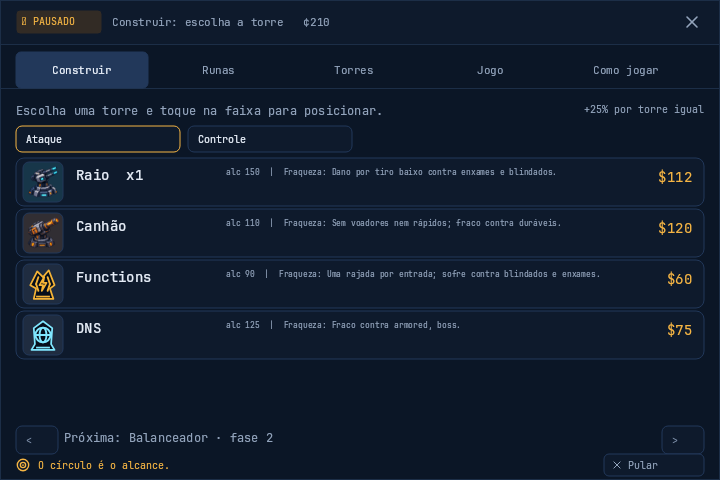 PAUSADO Construir: escolha a torre $210
Construir Runas Torres Jogo Como jogar
Escolha uma torre e toque na faixa para posicionar. +25% por torre igual
Ataque Controle
Raio x1 alc 150 | Fraqueza: Dano por tiro baixo contra enxames e blindados. $112
Canhão alc 110 | Fraqueza: Sem voadores nem rápidos; fraco contra duráveis. $120
Functions alc 90 | Fraqueza: Uma rajada por entrada; sofre contra blindados e enxames. $60
DNS alc 125 | Fraqueza: Fraco contra armored, boss. $75
< Próxima: Balanceador · fase 2 >
O círculo é o alcance. Pular